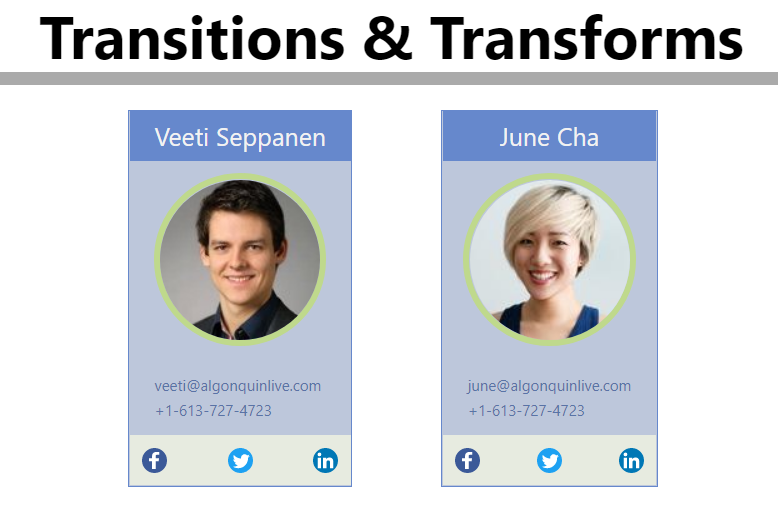 Transitions & Transforms
Veeti Seppanen
June Cha
veeti@algonquinlive.com
+1-613-727-4723
june@algonquinlive.com
+1-613-727-4723